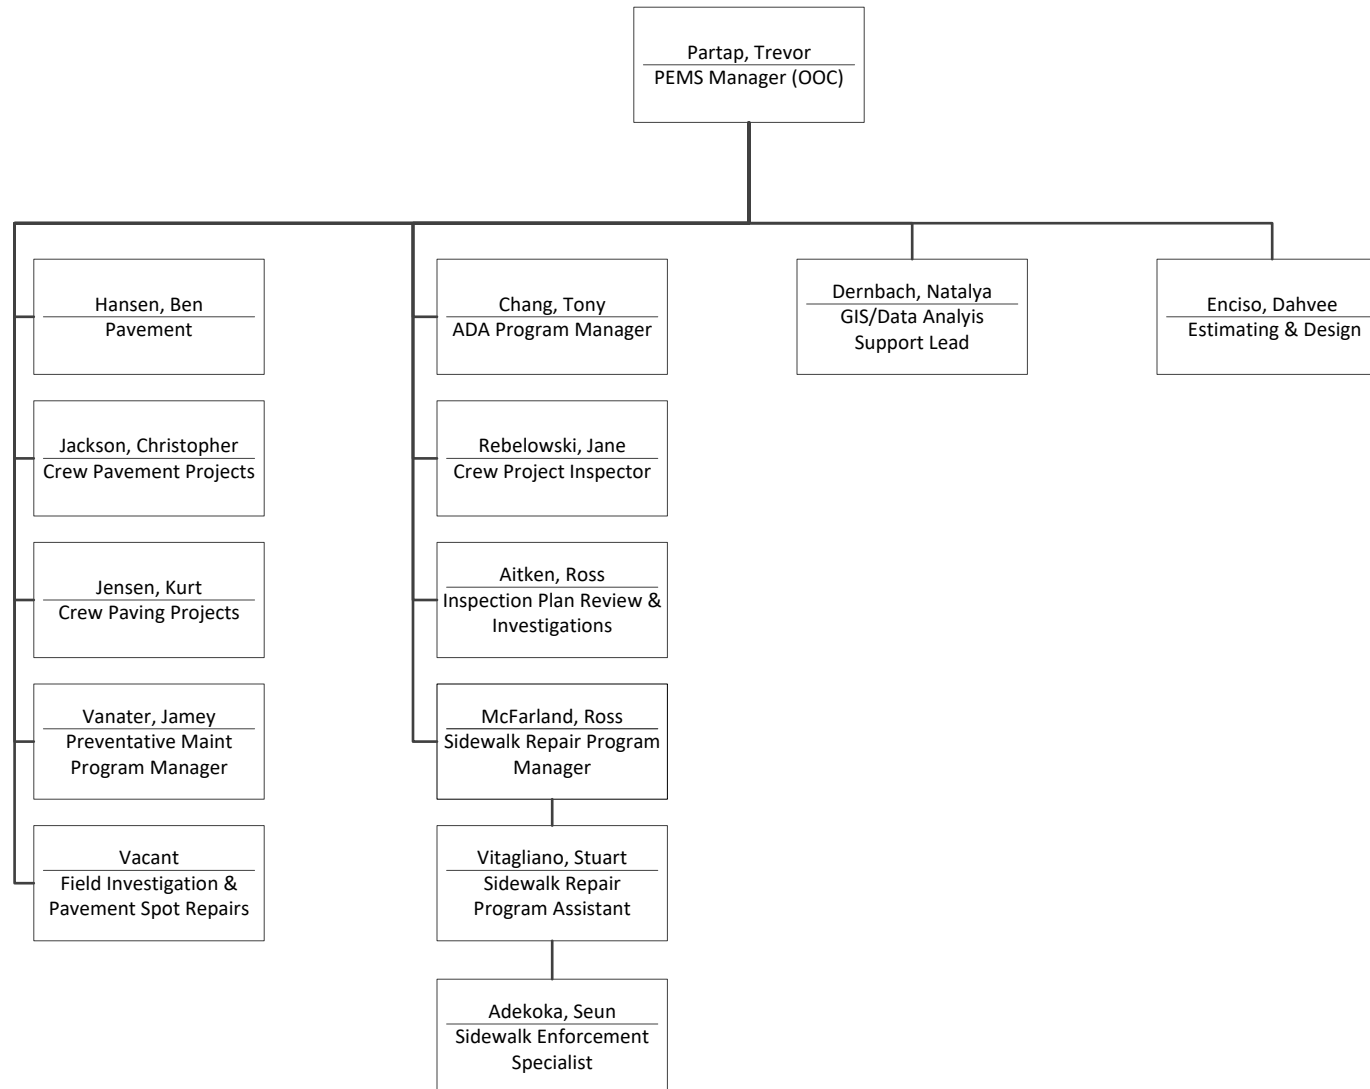 Partap, Trevor
PEMS Manager (OOC)
Hansen, Ben
Pavement
Chang, Tony
ADA Program Manager
Dernbach, Natalya
GIS/Data Analyis
Support Lead
Enciso, Dahvee
Estimating & Design
Jackson, Christopher
Crew Pavement Projects
Rebelowski, Jane
Crew Project Inspector
Jensen, Kurt
Crew Paving Projects
Aitken, Ross
Inspection Plan Review &
Investigations
Vanater, Jamey
Preventative Maint
Program Manager
McFarland, Ross
Sidewalk Repair Program
Manager
Vacant
Field Investigation &
Pavement Spot Repairs
Vitagliano, Stuart
Sidewalk Repair
Program Assistant
Adekoka, Seun
Sidewalk Enforcement
Specialist